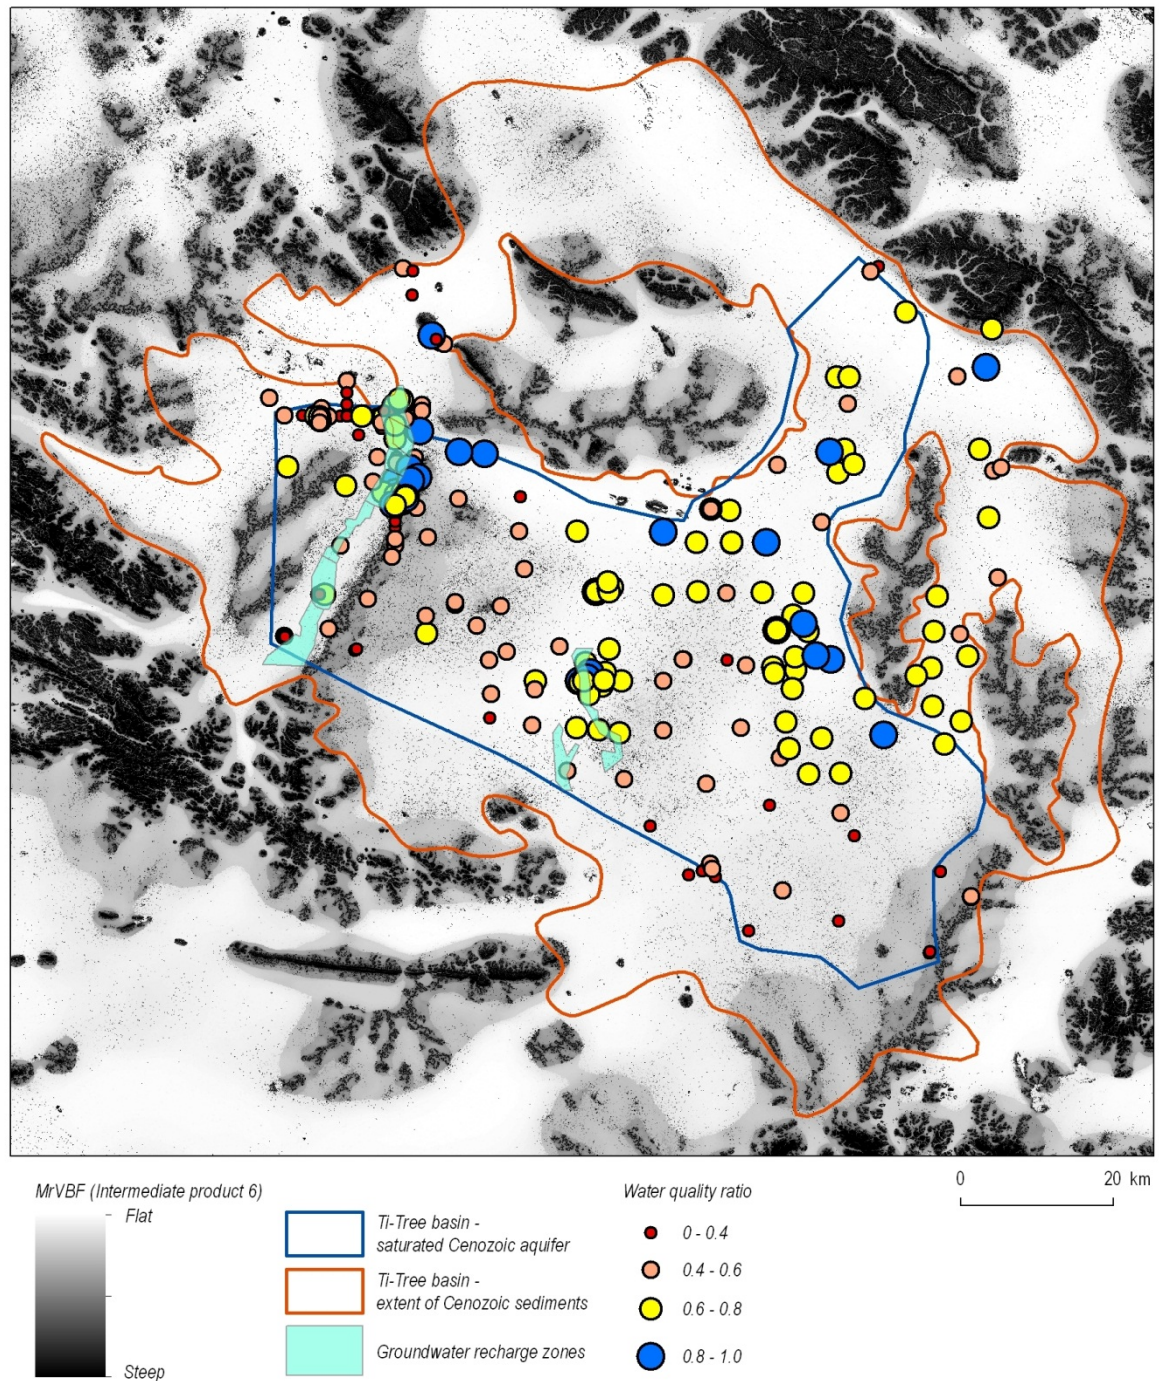 MrVBF (Intermediate product 6)
Flat
Steep
Ti-Tree basin -
saturated Cenozoic aquifer
Ti-Tree basin -
extent of Cenozoic sediments
Groundwater recharge zones
Water quality ratio
0 - 0.4
0.4 - 0.6
0.6 - 0.8
0.8 - 1.0
0 20 km